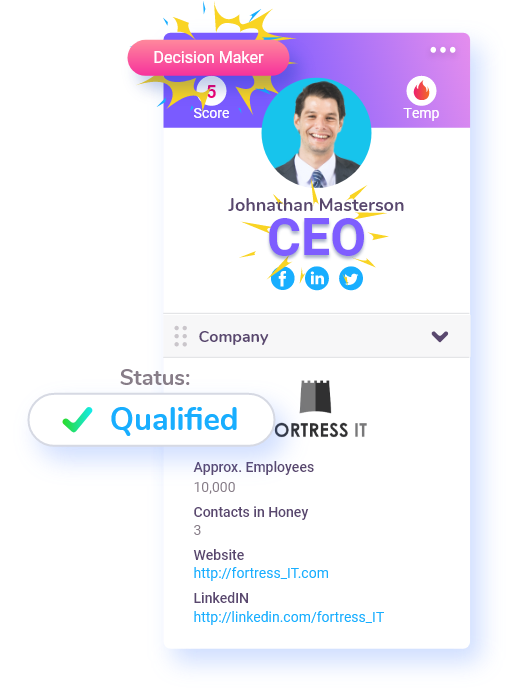 Decision Maker
5
Score
Temp
Johnathan Masterson
CEO
Company
Status:
Qualified
ORTRESS IT
Approx. Employees
10,000
Contacts in Honey
3
Website
http://fortress_IT.com
LinkedIN
http://linkedin.com/fortress_IT